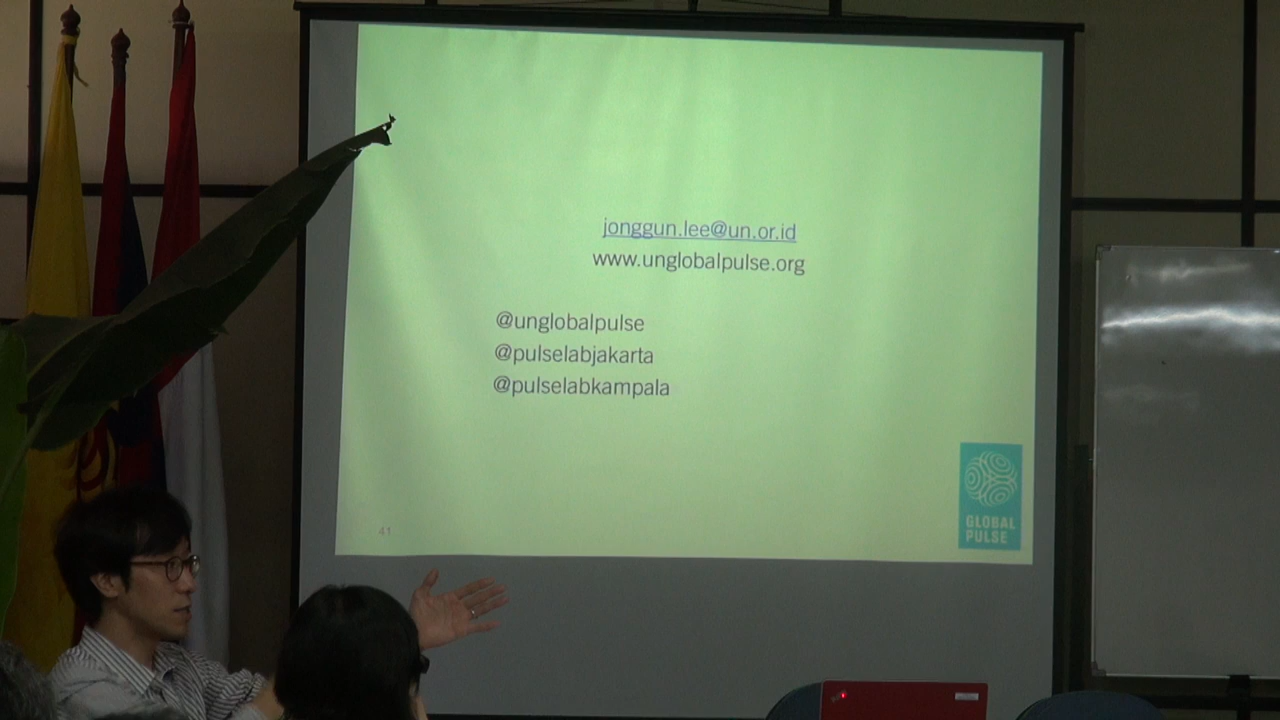 jonggun.lee@un.or.id
www.unglobalpulse.org
@unglobalpulse
@pulselabjakarta
@pulselabkampala
41
GLOBAL
PULSE